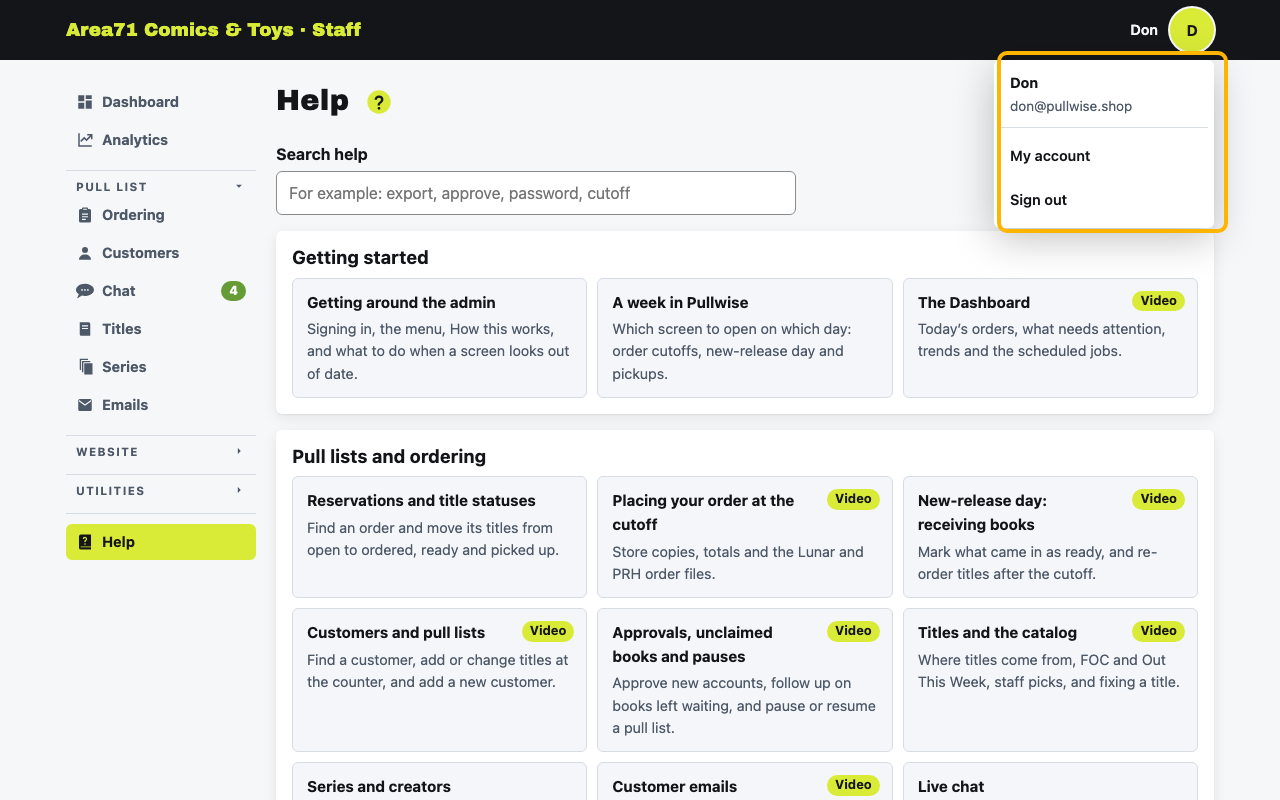 Area71 Comics & Toys · Staff
Don
D
Don
don@pullwise.shop
My account
Sign out
Dashboard
Analytics
PULL LIST
Ordering
Customers
Chat
4
Titles
Series
Emails
WEBSITE
UTILITIES
Help
Help
?
Search help
For example: export, approve, password, cutoff
Getting started
Getting around the admin
Signing in, the menu, How this works,
and what to do when a screen looks out
of date.
A week in Pullwise
Which screen to open on which day:
order cutoffs, new-release day and
pickups.
The Dashboard
Video
Today's orders, what needs attention,
trends and the scheduled jobs.
Pull lists and ordering
Reservations and title statuses
Find an order and move its titles from
open to ordered, ready and picked up.
Placing your order at the
cutoff
Video
Store copies, totals and the Lunar and
PRH order files.
New-release day:
receiving books
Video
Mark what came in as ready, and re-
order titles after the cutoff.
Customers and pull lists
Video
Find a customer, add or change titles at
the counter, and add a new customer.
Approvals, unclaimed
books and pauses
Video
Approve new accounts, follow up on
books left waiting, and pause or resume
a pull list.
Titles and the catalog
Video
Where titles come from, FOC and Out
This Week, staff picks, and fixing a title.
Series and creators
Customer emails
Video
Live chat